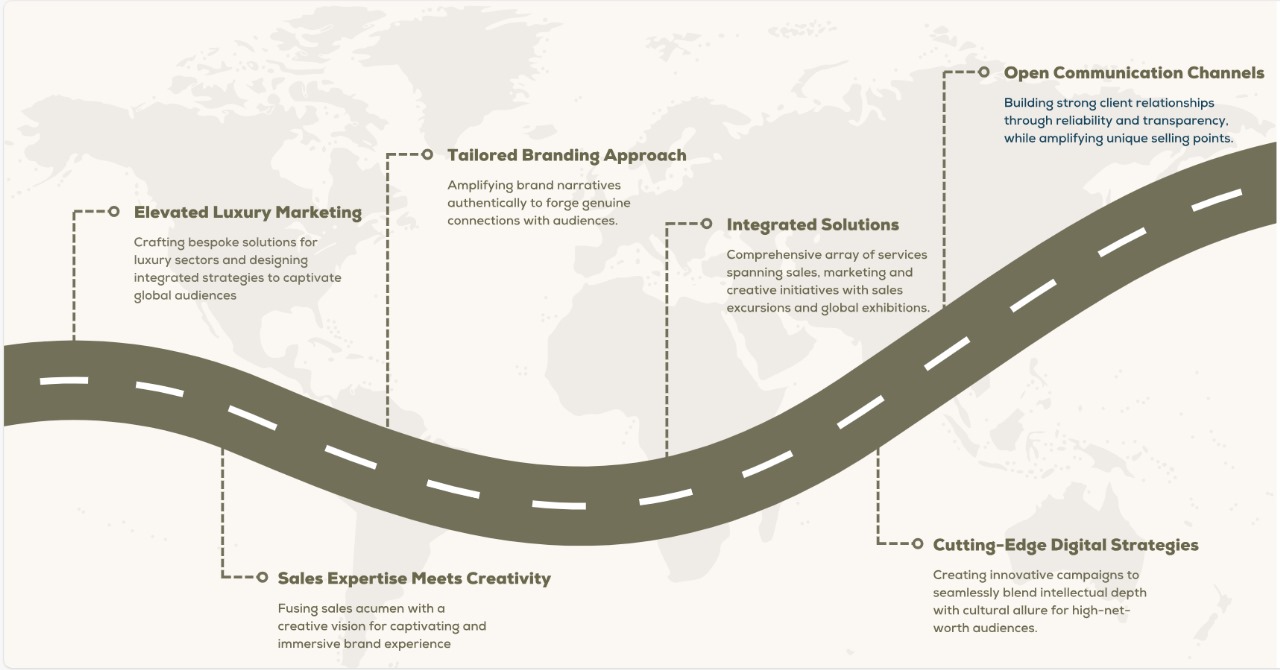 Elevated Luxury Marketing
Crafting bespoke solutions for
luxury sectors and designing
integrated strategies to captivate
global audiences
Sales Expertise Meets Creativity
Fusing sales acumen with a
creative vision for captivating and
immersive brand experience
Tailored Branding Approach
Amplifying brand narratives
authentically to forge genuine
connections with audiences.
Integrated Solutions
Comprehensive array of services
spanning sales, marketing and
creative initiatives with sales
excursions and global exhibitions.
Cutting-Edge Digital Strategies
Creating innovative campaigns to
seamlessly blend intellectual depth
with cultural allure for high-net-
worth audiences.
Open Communication Channels
Building strong client relationships
through reliability and transparency,
while amplifying unique selling points.